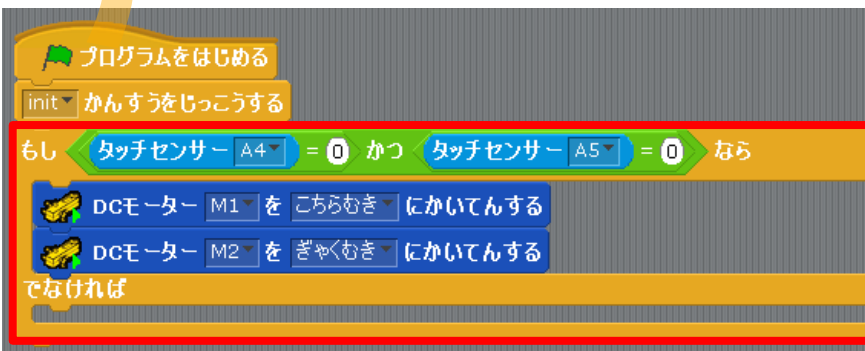 プログラムをはじめる
init かんすうをじっこうする
もし タッチセンサー A4 = 0 かつ タッチセンサー A5 = 0 なら
DCモーター M1 を こちらむき にかいてんする
DCモーター M2 を ぎゃくむき にかいてんする
でなければ